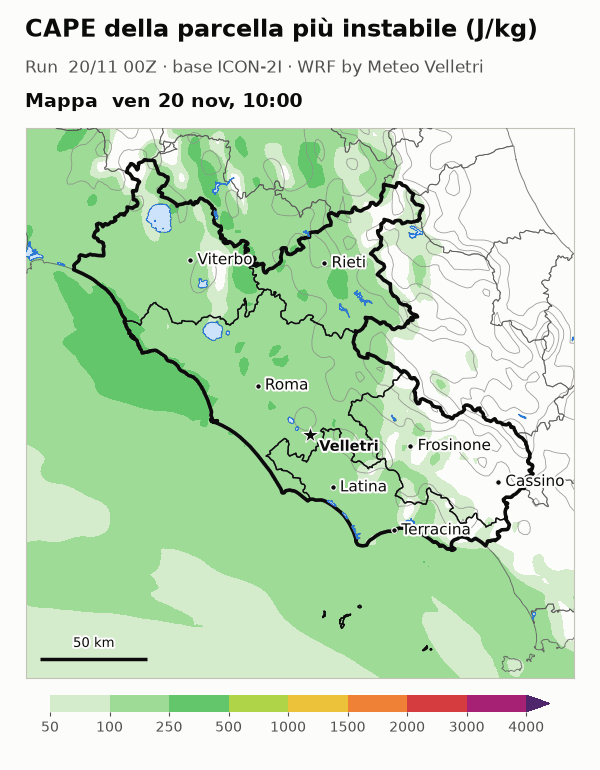 CAPE della parcella più instabile (J/kg)
Run  20/11 00Z · base ICON-2I · WRF by Meteo Velletri
Mappa  ven 20 nov, 10:00
Viterbo
Rieti
Roma
Velletri
Frosinone
Cassino
Latina
Terracina
50 km
50 100 250 500 1000 1500 2000 3000 4000